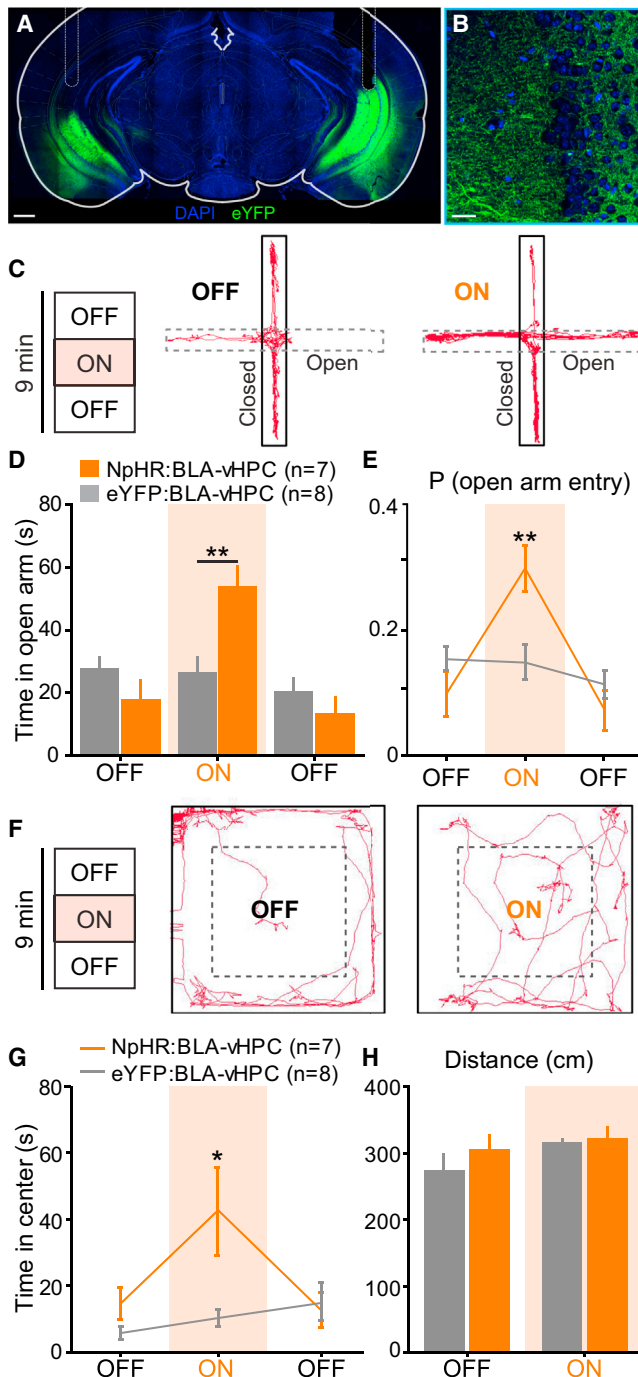 A
B
DAPI eYFP
C
9 min
OFF
ON
OFF
OFF
Closed
Open
ON
Closed
Open
D
NpHR:BLA-vHPC (n=7)
eYFP:BLA-vHPC (n=8)
Time in open arm (s)
80
60
40
20
0
**
OFF ON OFF
E
P (open arm entry)
0.4
0.2
0
**
OFF ON OFF
F
9 min
OFF
ON
OFF
OFF
ON
G
NpHR:BLA-vHPC (n=7)
eYFP:BLA-vHPC (n=8)
Time in center (s)
80
60
40
20
0
*
OFF ON OFF
H
Distance (cm)
400
300
200
100
0
OFF ON